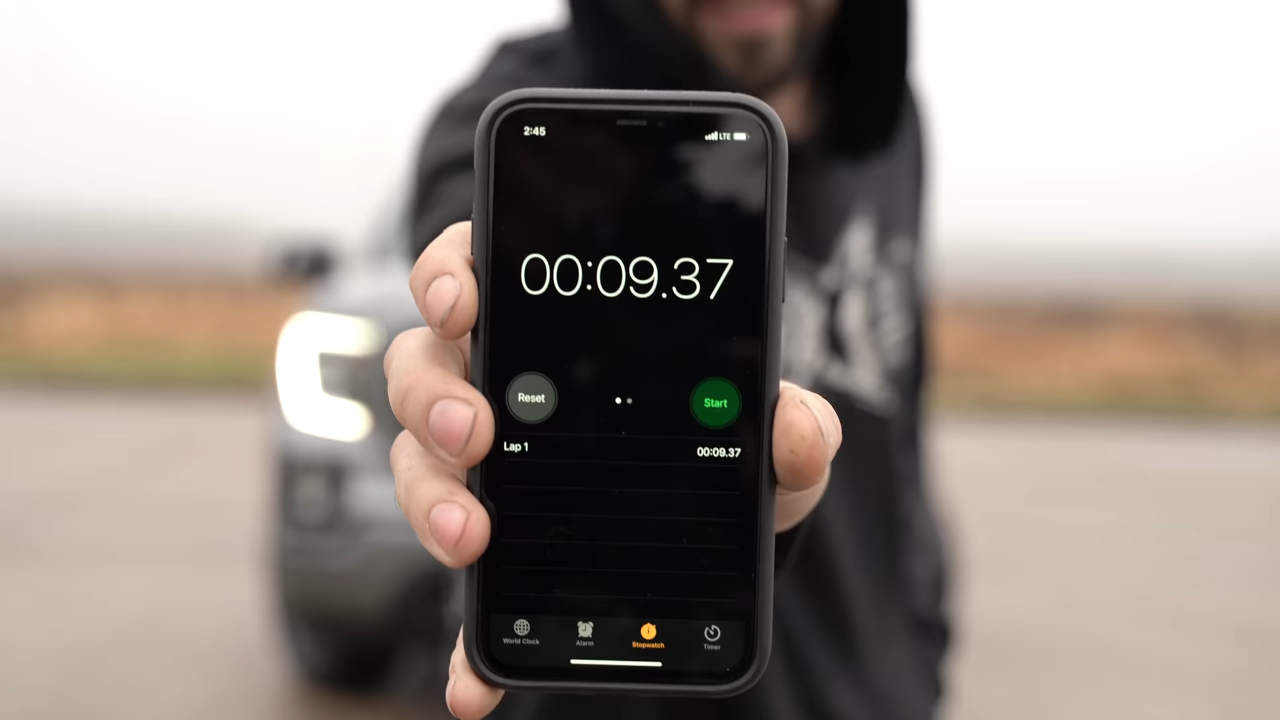 2:45 LTE
00:09.37
Reset Start
Lap 1 00:09.37
World Clock Alarm Stopwatch Timer